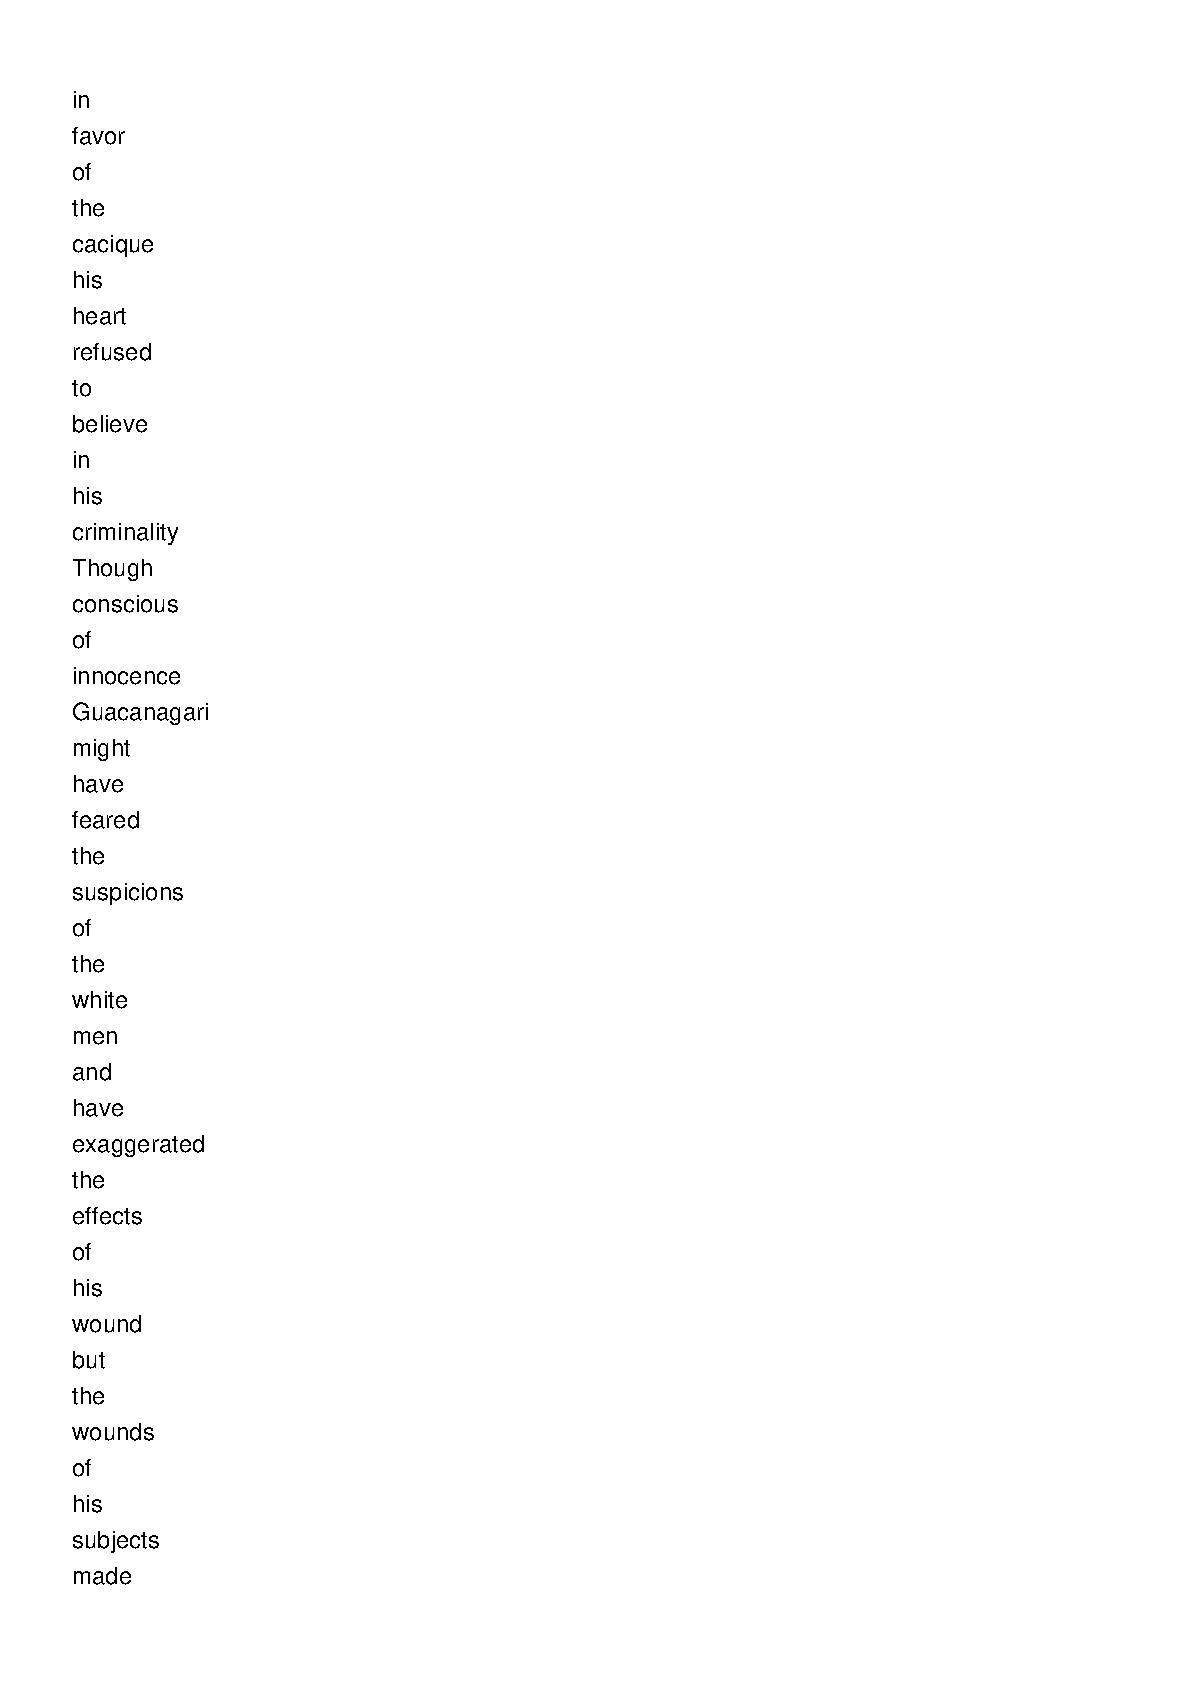 in
favor
of
the
cacique
his
heart
refused
to
believe
in
his
criminality
Though
conscious
of
innocence
Guacanagari
might
have
feared
the
suspicions
of
the
white
men
and
have
exaggerated
the
effects
of
his
wound
but
the
wounds
of
his
subjects
made